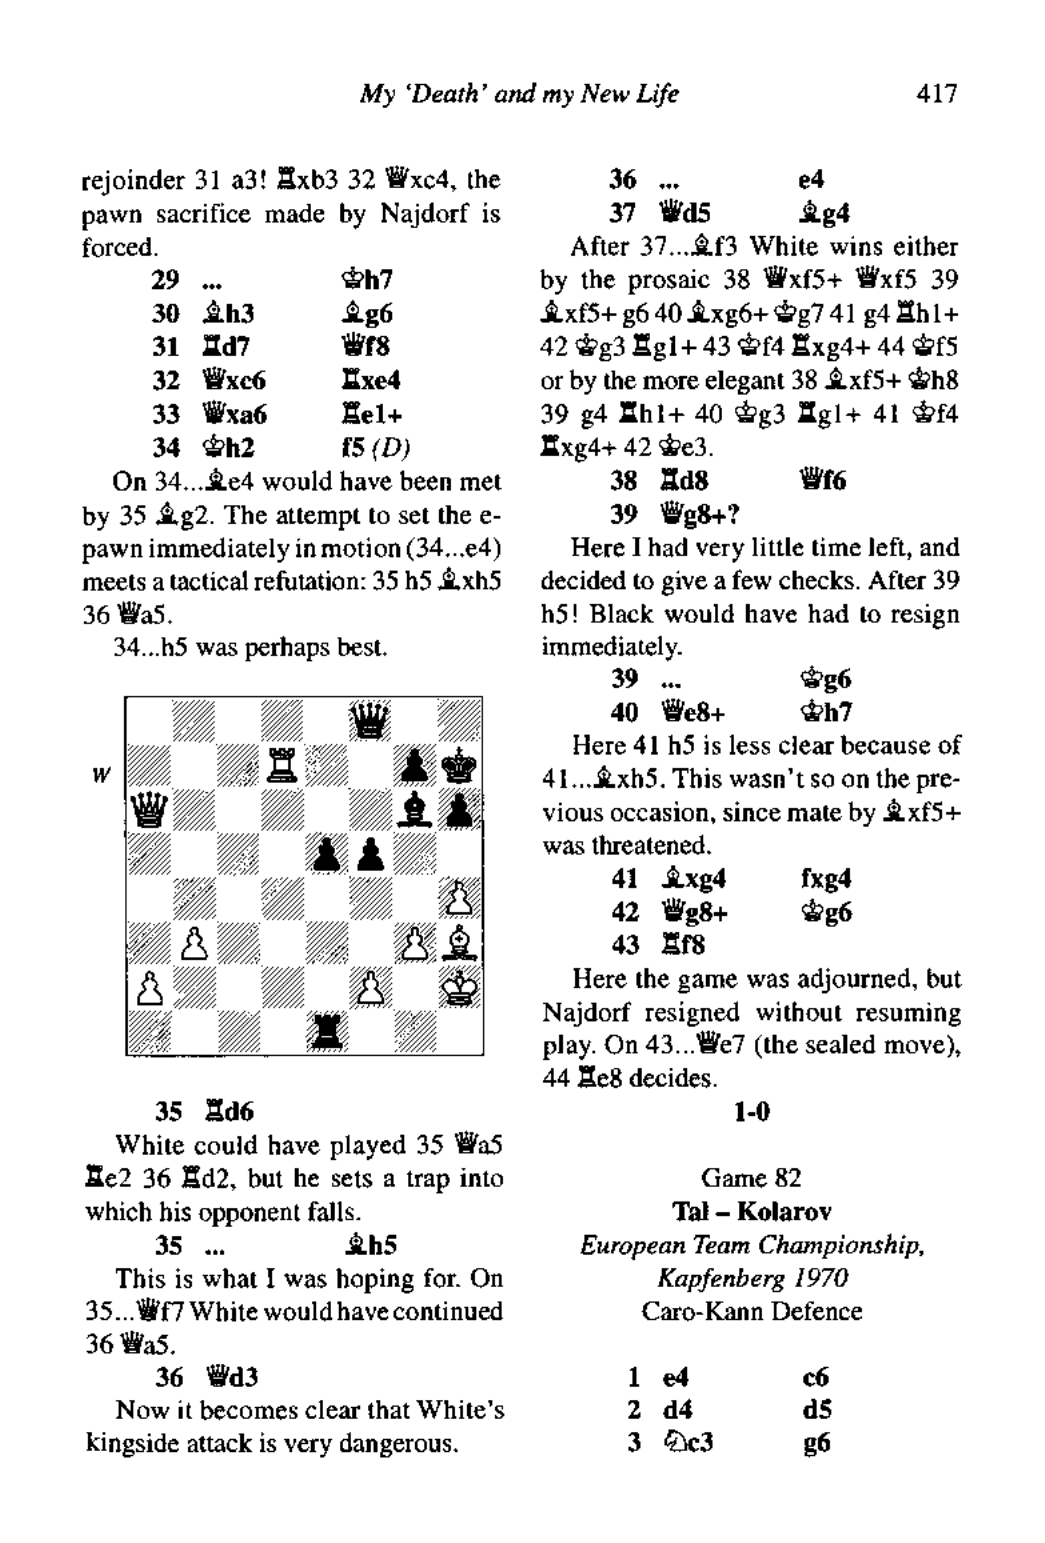 My ‘Death’ and my New Life 417
rejoinder 31 a3! ♖xb3 32 ♕xc4, the
pawn sacrifice made by Najdorf is
forced.
29 ... ♔h7
30 ♗h3 ♗g6
31 ♖d7 ♕f8
32 ♕xc6 ♖xe4
33 ♕xa6 ♖e1+
34 ♔h2 f5 (D)
On 34...♗e4 would have been met
by 35 ♗g2. The attempt to set the e-
pawn immediately in motion (34...e4)
meets a tactical refutation: 35 h5 ♗xh5
36 ♕a5.
34...h5 was perhaps best.
W
35 ♖d6
White could have played 35 ♕a5
♖e2 36 ♖d2, but he sets a trap into
which his opponent falls.
35 ... ♗h5
This is what I was hoping for. On
35...♕f7 White would have continued
36 ♕a5.
36 ♕d3
Now it becomes clear that White’s
kingside attack is very dangerous.
36 ... e4
37 ♕d5 ♗g4
After 37...♗f3 White wins either
by the prosaic 38 ♕xf5+ ♕xf5 39
♗xf5+ g6 40 ♗xg6+ ♔g7 41 g4 ♖h1+
42 ♔g3 ♖g1+ 43 ♔f4 ♖xg4+ 44 ♔f5
or by the more elegant 38 ♗xf5+ ♔h8
39 g4 ♖h1+ 40 ♔g3 ♖g1+ 41 ♔f4
♖xg4+ 42 ♔e3.
38 ♖d8 ♕f6
39 ♕g8+?
Here I had very little time left, and
decided to give a few checks. After 39
h5! Black would have had to resign
immediately.
39 ... ♔g6
40 ♕e8+ ♔h7
Here 41 h5 is less clear because of
41...♗xh5. This wasn’t so on the pre-
vious occasion, since mate by ♗xf5+
was threatened.
41 ♗xg4 fxg4
42 ♕g8+ ♔g6
43 ♖f8
Here the game was adjourned, but
Najdorf resigned without resuming
play. On 43...♕e7 (the sealed move),
44 ♖e8 decides.
1-0
Game 82
Tal – Kolarov
European Team Championship,
Kapfenberg 1970
Caro-Kann Defence
1 e4 c6
2 d4 d5
3 ♘c3 g6